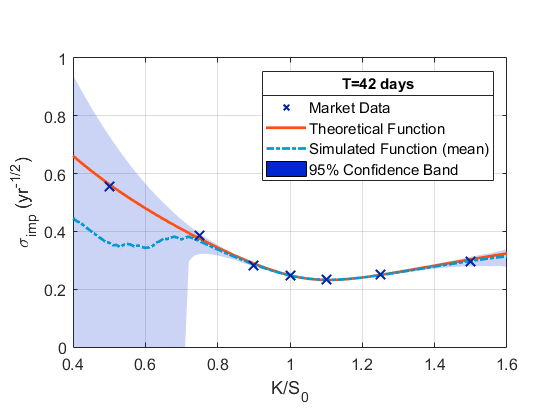 T=42 days
Market Data
Theoretical Function
Simulated Function (mean)
95% Confidence Band
1
0.8
0.6
0.4
0.2
0
σ_imp (yr^-1/2)
0.4 0.6 0.8 1 1.2 1.4 1.6
K/S_0